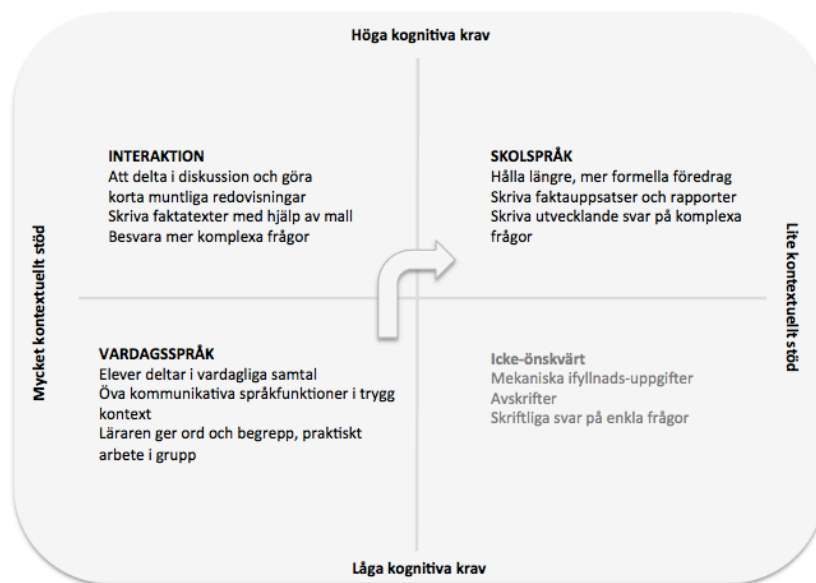 Höga kognitiva krav
INTERAKTION
Att delta i diskussion och göra
korta muntliga redovisningar
Skriva faktatexter med hjälp av mall
Besvara mer komplexa frågor
SKOLSPRÅK
Hålla längre, mer formella föredrag
Skriva faktauppsatser och rapporter
Skriva utvecklande svar på komplexa
frågor
Mycket kontextuellt stöd
Lite kontextuellt stöd
VARDAGSSPRÅK
Elever deltar i vardagliga samtal
Öva kommunikativa språkfunktioner i trygg
kontext
Läraren ger ord och begrepp, praktiskt
arbete i grupp
Icke-önskvärt
Mekaniska ifyllnads-uppgifter
Avskrifter
Skriftliga svar på enkla frågor
Låga kognitiva krav